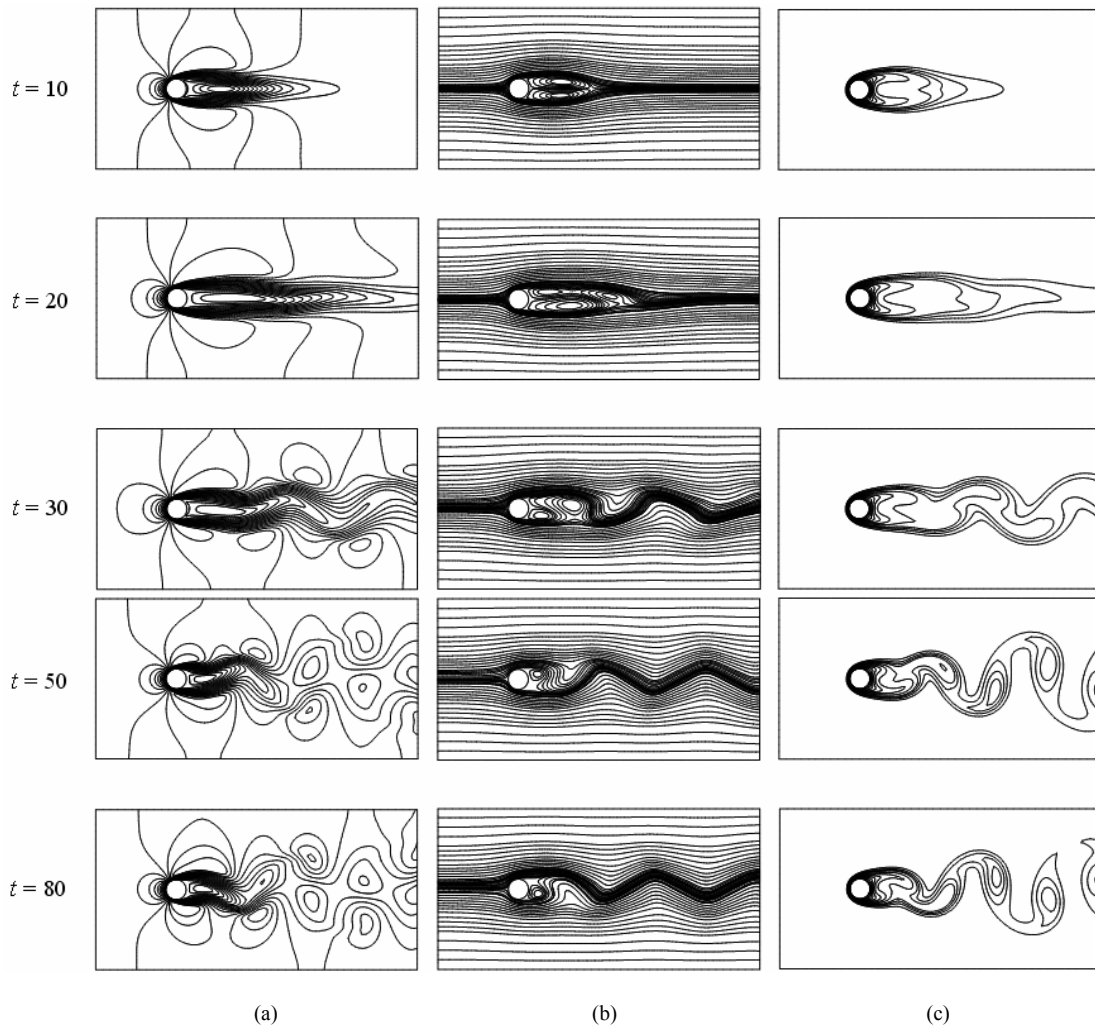 t = 10
t = 20
t = 30
t = 50
t = 80
(a) (b) (c)